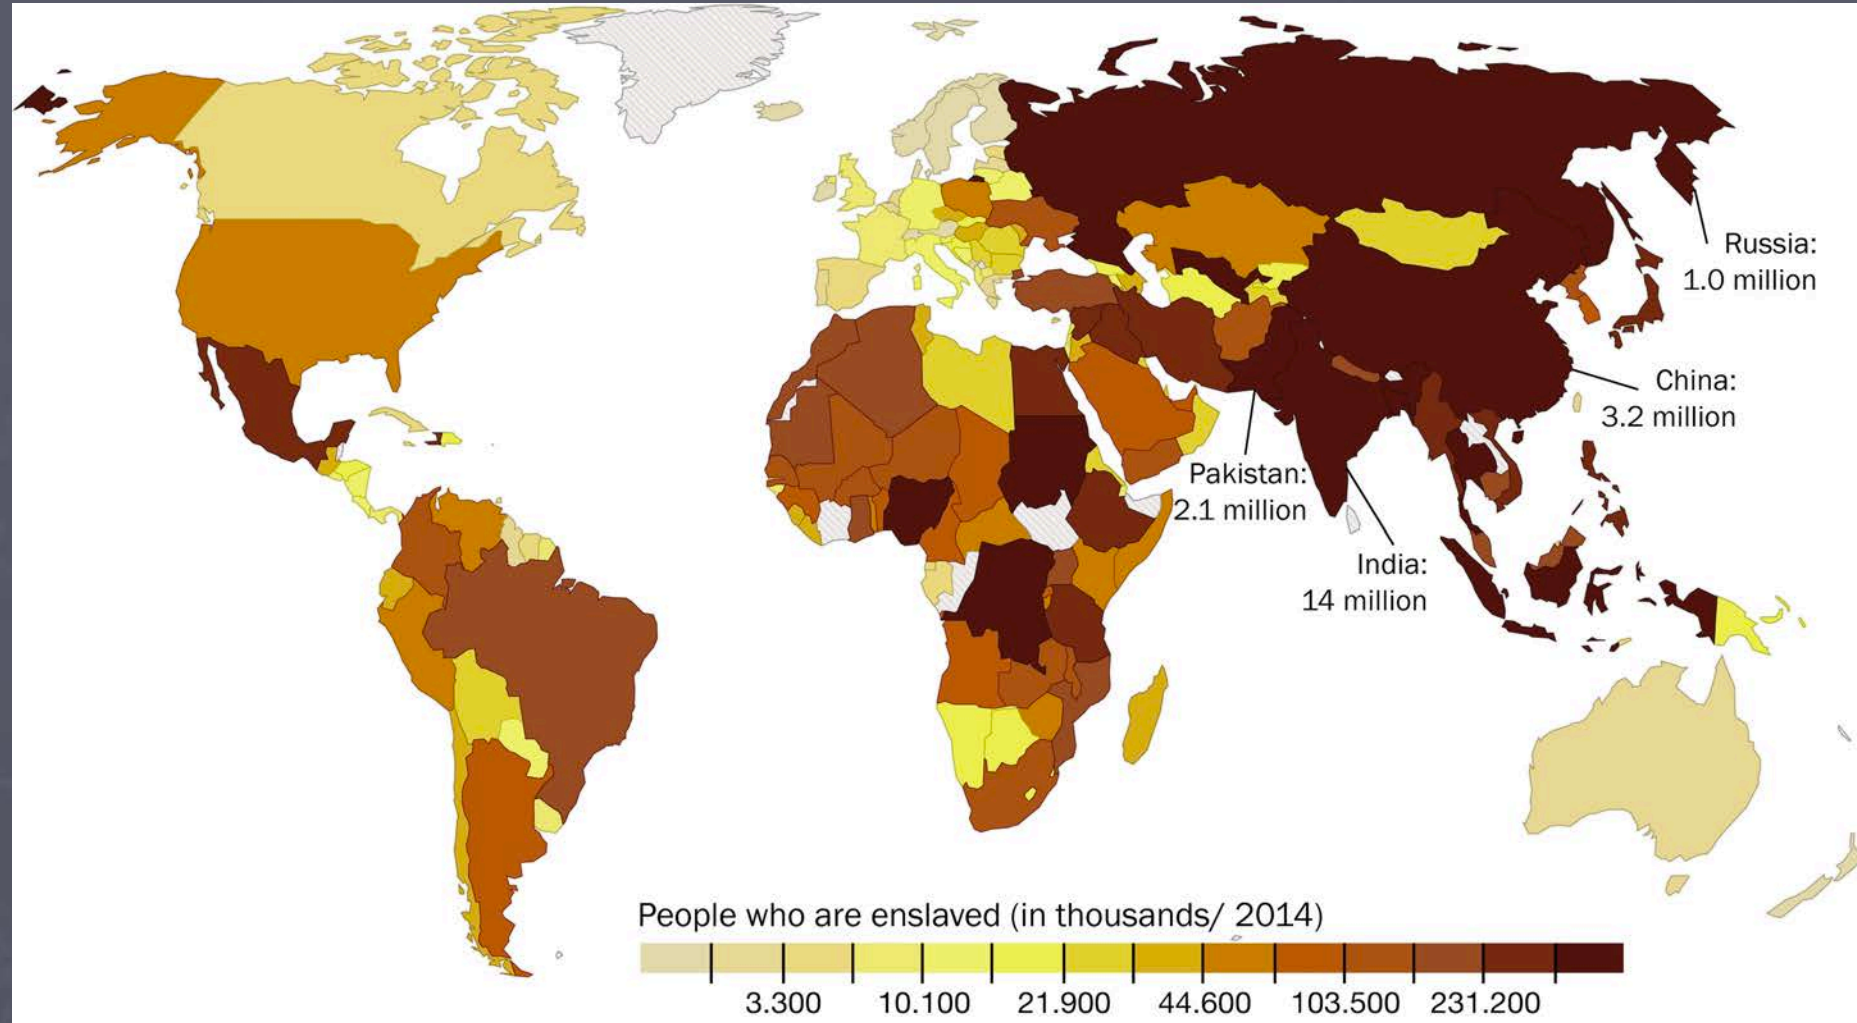 Russia:
1.0 million
China:
3.2 million
Pakistan:
2.1 million
India:
14 million
People who are enslaved (in thousands/ 2014)
3.300 10.100 21.900 44.600 103.500 231.200